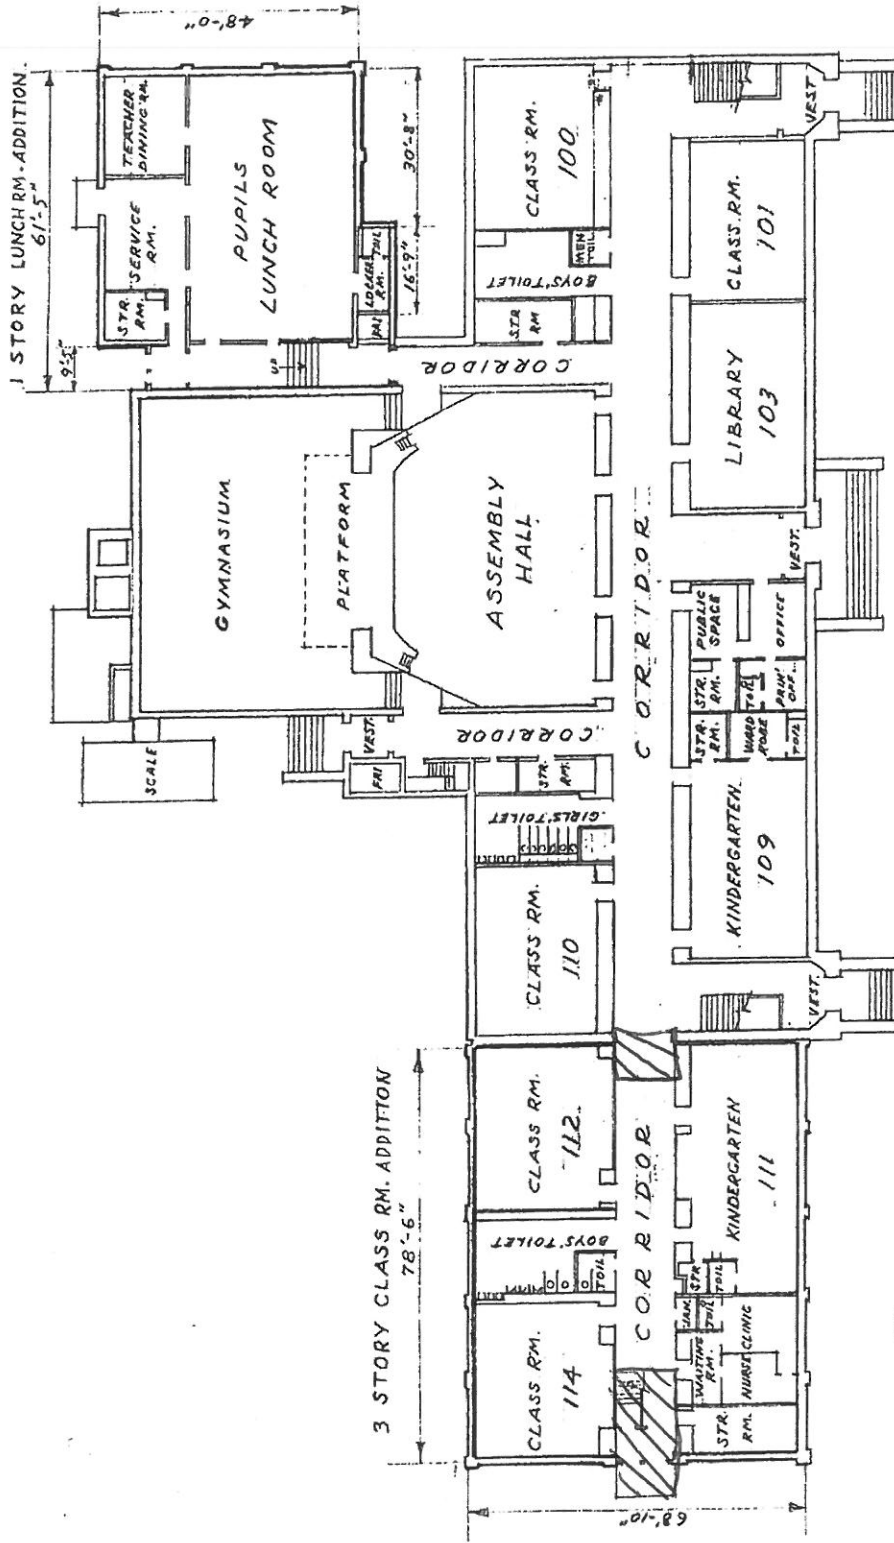 48'-0"
1 STORY LUNCH RM. ADDITION.
61'-5"
9'-5"
TEACHER
DINING RM.
SERVICE
RM.
STR.
RM.
PUPILS
LUNCH ROOM
30'-8"
16'-9"
TOIL
LOCKER
RM.
UP
CORRIDOR
GYMNASIUM
PLATFORM
ASSEMBLY
HALL
SCALE
VEST.
FAI
CORRIDOR
CLASS RM.
100
MEN
TOIL.
BOYS' TOILET
STR
RM
STR.
RM.
GIRLS' TOILET
CLASS RM.
110
CORRIDOR
VEST
CLASS. RM.
101
LIBRARY
103
VEST.
PUBLIC
SPACE
OFFICE
STR.
RM.
TOIL
PRIN'
OFF.
STR.
RM.
WARD
ROBE
TOIL
KINDERGARTEN
109
VEST.
3 STORY CLASS RM. ADDITION
78'-6"
CLASS RM.
112
BOYS' TOILET
TOIL
CLASS RM.
114
CORRIDOR
KINDERGARTEN
111
STR
TOIL
JAN.
TOIL
WAITING
RM.
NURSE-CLINIC
STR.
RM.
68'-10"